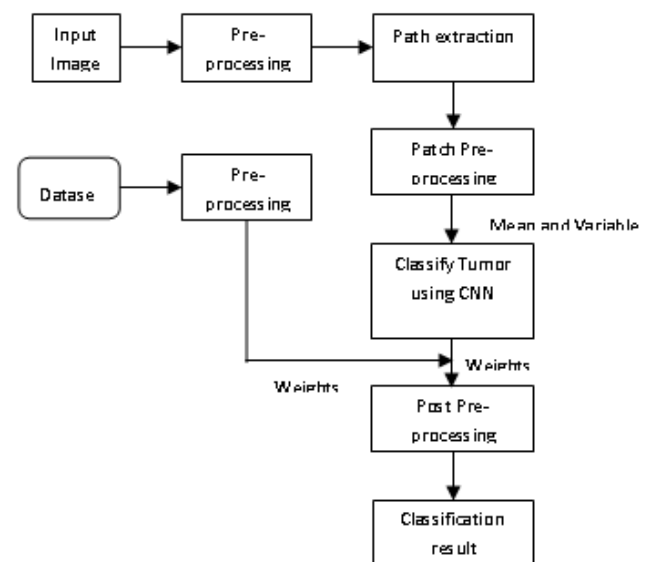 Input
Image
Pre-
processing
Path extraction
Patch Pre-
processing
Datase
Pre-
processing
Mean and Variable
Classify Tumor
using CNN
Weights
Weights
Post Pre-
processing
Classification
result